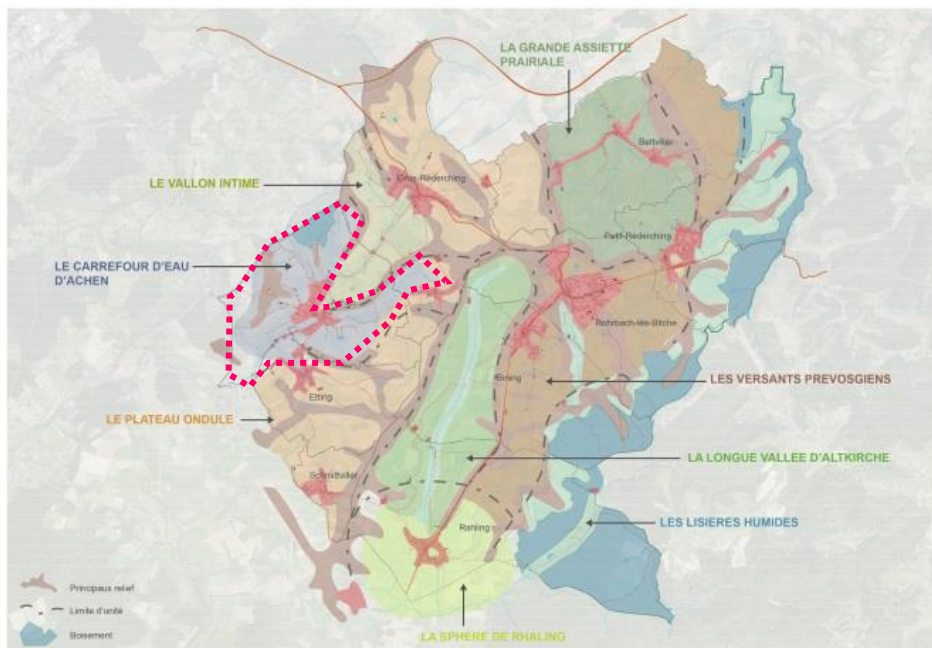 LA GRANDE ASSIETTE
PRAIRIALE
Bettviller
LE VALLON INTIME
Gros-Réderching
Petit-Réderching
LE CARREFOUR D'EAU
D'ACHEN
Rohrbach-lès-Bitche
Bining
LES VERSANTS PREVOSGIENS
Etting
LE PLATEAU ONDULE
LA LONGUE VALLEE D'ALTKIRCHE
Schmittviller
Rahling
LES LISIERES HUMIDES
Principaux relief
Limite d'unité
Boisement
LA SPHERE DE RHALING